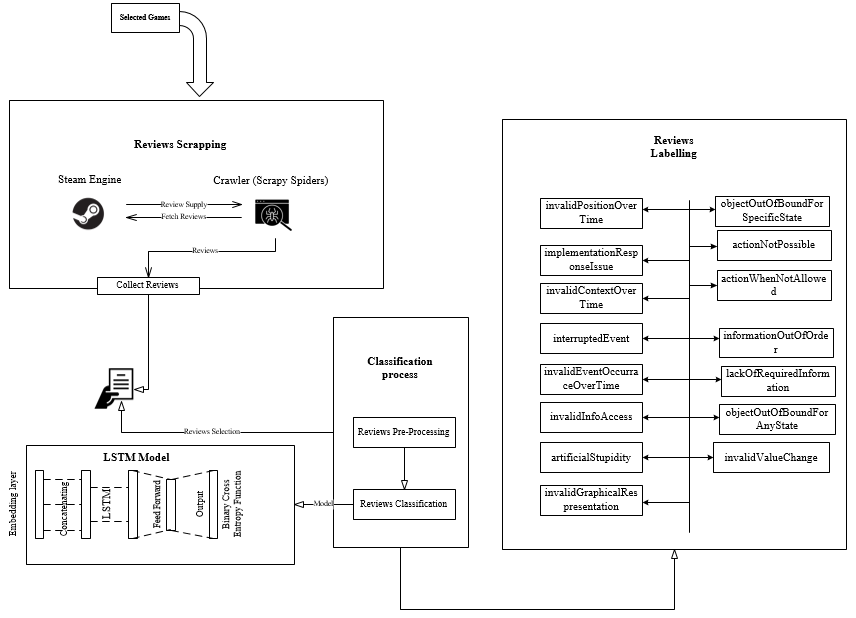 Selected Games
Reviews Scrapping
Steam Engine
Crawler (Scrapy Spiders)
Review Supply
Fetch Reviews
Reviews
Collect Reviews
Classification
process
Reviews Pre-Processing
Reviews Selection
Reviews Classification
Model
LSTM Model
Embedding layer
Concatenating
LSTM
Feed Forward
Output
Binary Cross
Entropy Function
Reviews
Labelling
invalidPositionOver
Time
objectOutOfBoundFor
SpecificState
implementationResp
onseIssue
actionNotPossible
invalidContextOver
Time
actionWhenNotAllowe
d
interruptedEvent
informationOutOfOrde
r
invalidEventOccurra
ceOverTime
lackOfRequiredInform
ation
invalidInfoAccess
objectOutOfBoundFor
AnyState
artificialStupidity
invalidValueChange
invalidGraphicalRes
presentation